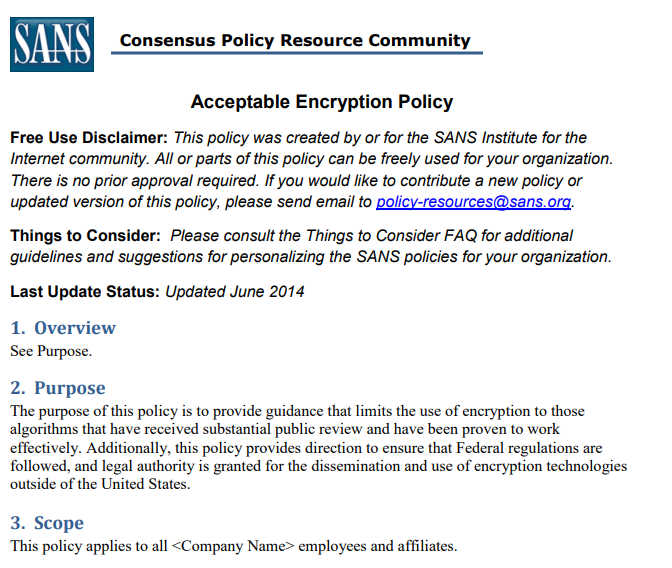 SANS
Consensus Policy Resource Community
Acceptable Encryption Policy
Free Use Disclaimer: This policy was created by or for the SANS Institute for the
Internet community. All or parts of this policy can be freely used for your organization.
There is no prior approval required. If you would like to contribute a new policy or
updated version of this policy, please send email to policy-resources@sans.org.
Things to Consider: Please consult the Things to Consider FAQ for additional
guidelines and suggestions for personalizing the SANS policies for your organization.
Last Update Status: Updated June 2014
1. Overview
See Purpose.
2. Purpose
The purpose of this policy is to provide guidance that limits the use of encryption to those
algorithms that have received substantial public review and have been proven to work
effectively. Additionally, this policy provides direction to ensure that Federal regulations are
followed, and legal authority is granted for the dissemination and use of encryption technologies
outside of the United States.
3. Scope
This policy applies to all <Company Name> employees and affiliates.